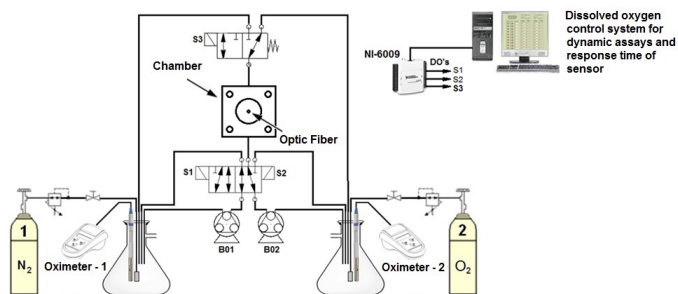 S3
Chamber
Optic Fiber
S1
S2
B01
B02
1
N2
Oximeter - 1
Oximeter - 2
2
O2
NI-6009
DO's
S1
S2
S3
Dissolved oxygen
control system for
dynamic assays and
response time of
sensor